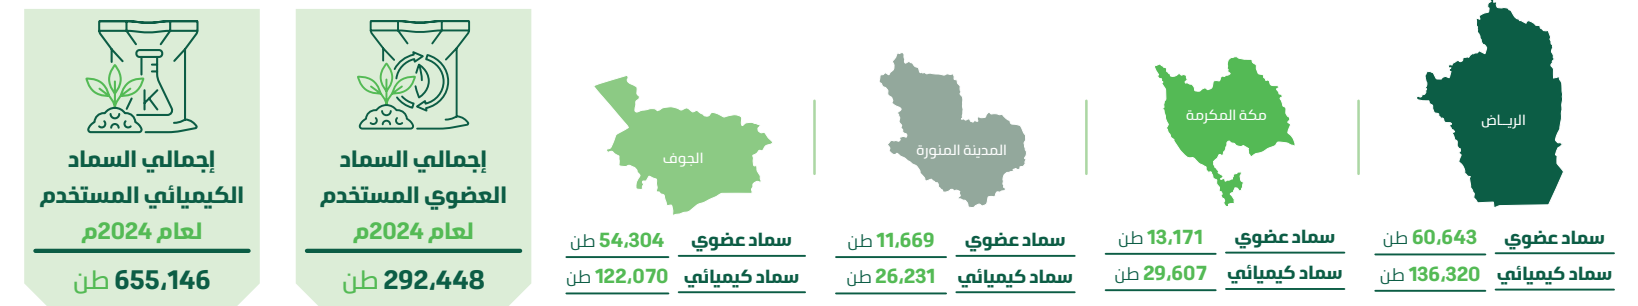 الريــاض
سماد عضوي 60،643 طن
سماد كيميائي 136,320 طن
مكة المكرمة
سماد عضوي 13,171 طن
سماد كيميائي 29,607 طن
المدينة المنورة
سماد عضوي 11,669 طن
سماد كيميائي 26,231 طن
الجوف
سماد عضوي 54،304 طن
سماد كيميائي 122,070 طن
إجمالي السماد
العضوي المستخدم
لعام 2024م
292،448 طن
K
إجمالي السماد
الكيميائي المستخدم
لعام 2024م
655،146 طن